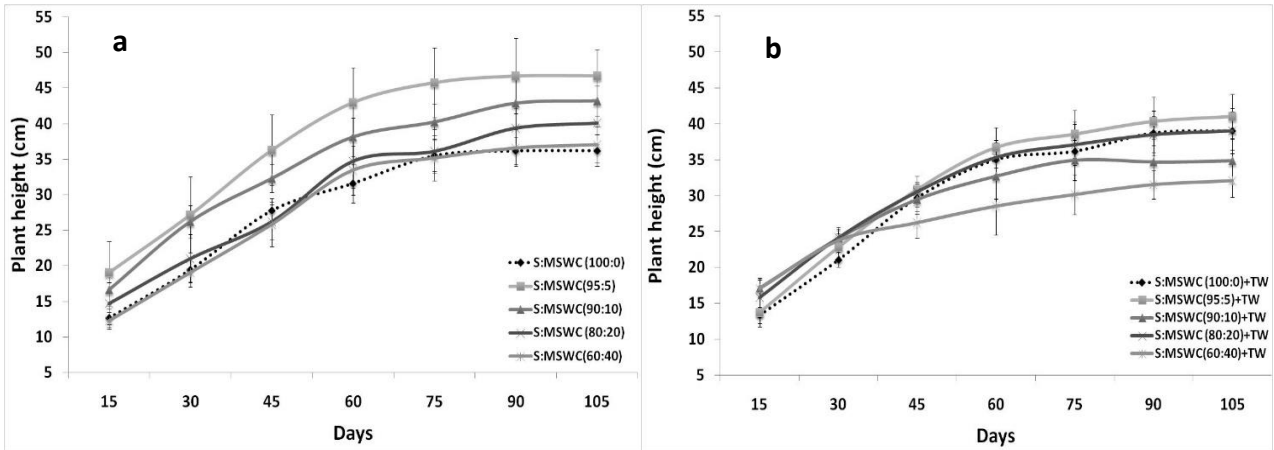 a
Plant height (cm)
55
50
45
40
35
30
25
20
15
10
5
S:MSWC (100:0)
S:MSWC(95:5)
S:MSWC(90:10)
S:MSWC (80:20)
S:MSWC(60:40)
15 30 45 60 75 90 105
Days
b
Plant height (cm)
55
50
45
40
35
30
25
20
15
10
5
S:MSWC (100:0)+TW
S:MSWC(95:5)+TW
S:MSWC(90:10)+TW
S:MSWC (80:20)+TW
S:MSWC(60:40)+TW
15 30 45 60 75 90 105
Days